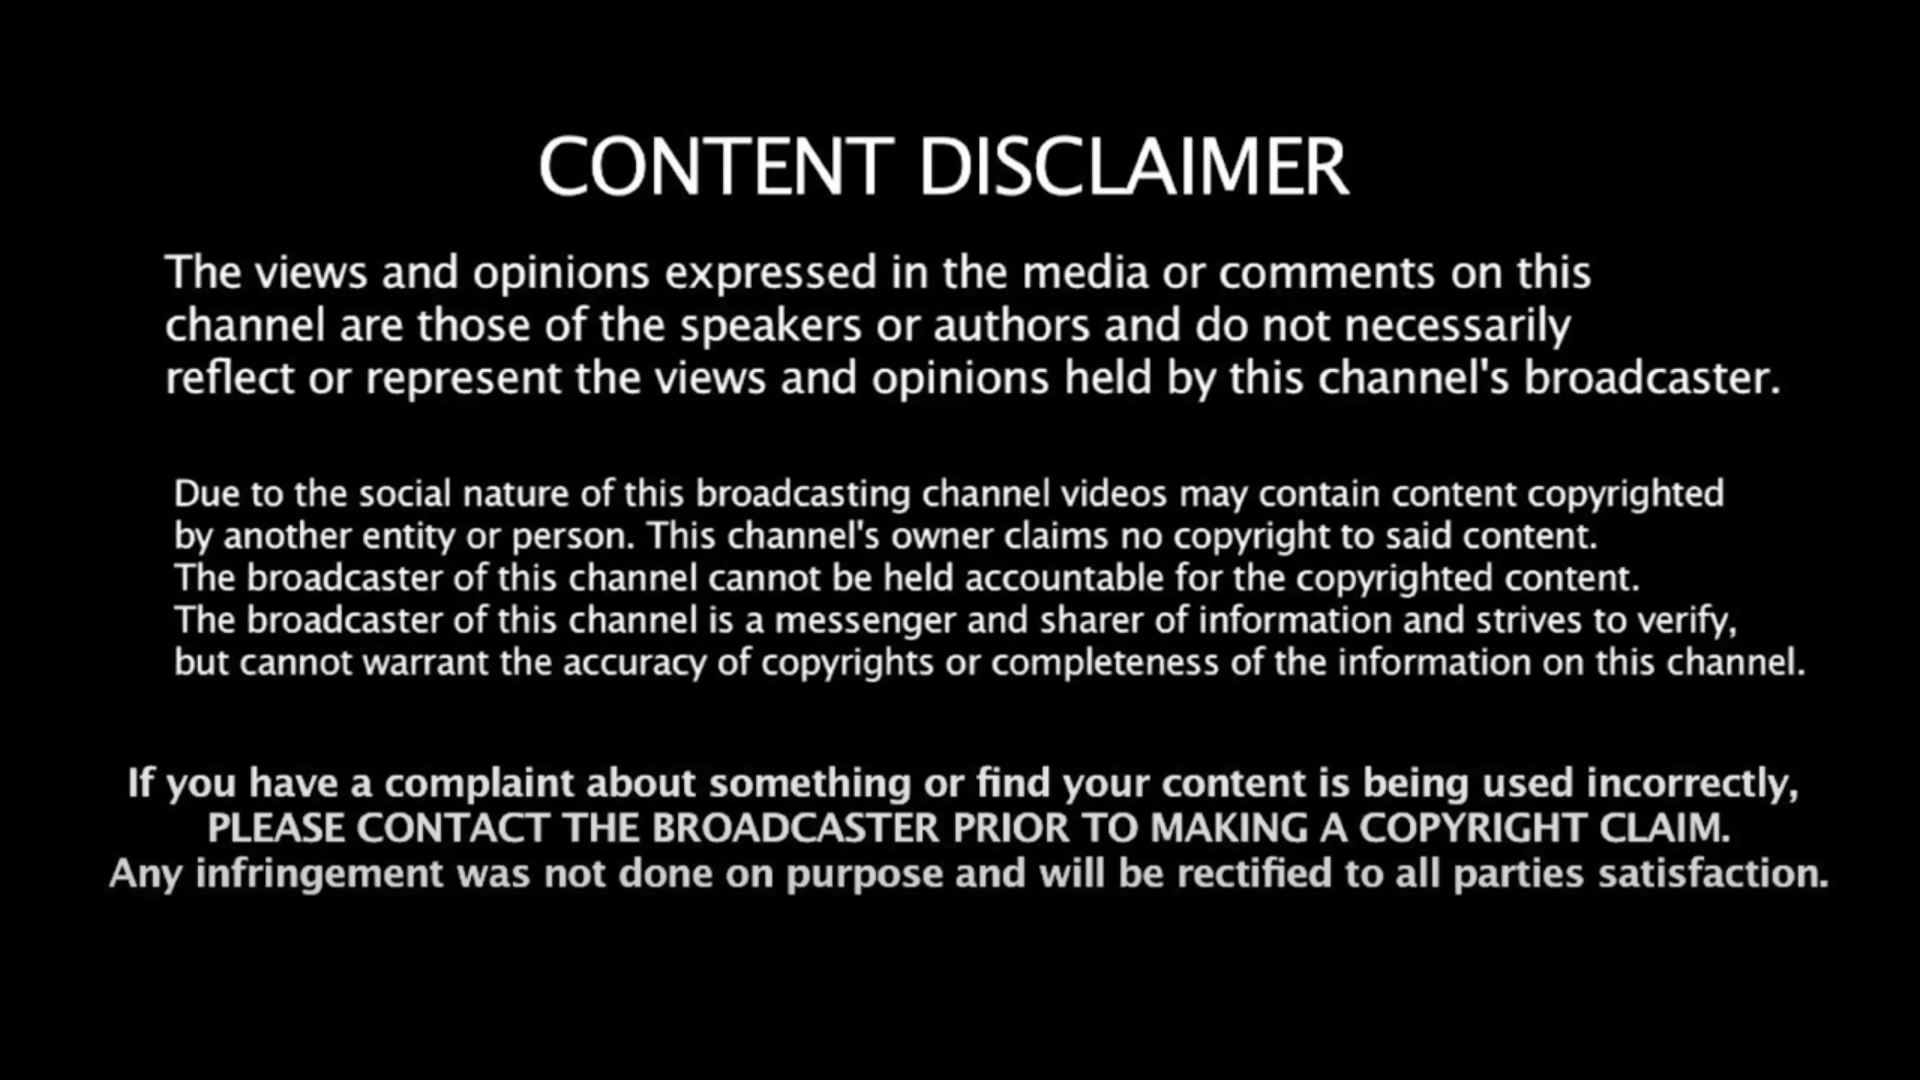 CONTENT DISCLAIMER
The views and opinions expressed in the media or comments on this
channel are those of the speakers or authors and do not necessarily
reflect or represent the views and opinions held by this channel's broadcaster.
Due to the social nature of this broadcasting channel videos may contain content copyrighted
by another entity or person. This channel's owner claims no copyright to said content.
The broadcaster of this channel cannot be held accountable for the copyrighted content.
The broadcaster of this channel is a messenger and sharer of information and strives to verify,
but cannot warrant the accuracy of copyrights or completeness of the information on this channel.
If you have a complaint about something or find your content is being used incorrectly,
PLEASE CONTACT THE BROADCASTER PRIOR TO MAKING A COPYRIGHT CLAIM.
Any infringement was not done on purpose and will be rectified to all parties satisfaction.